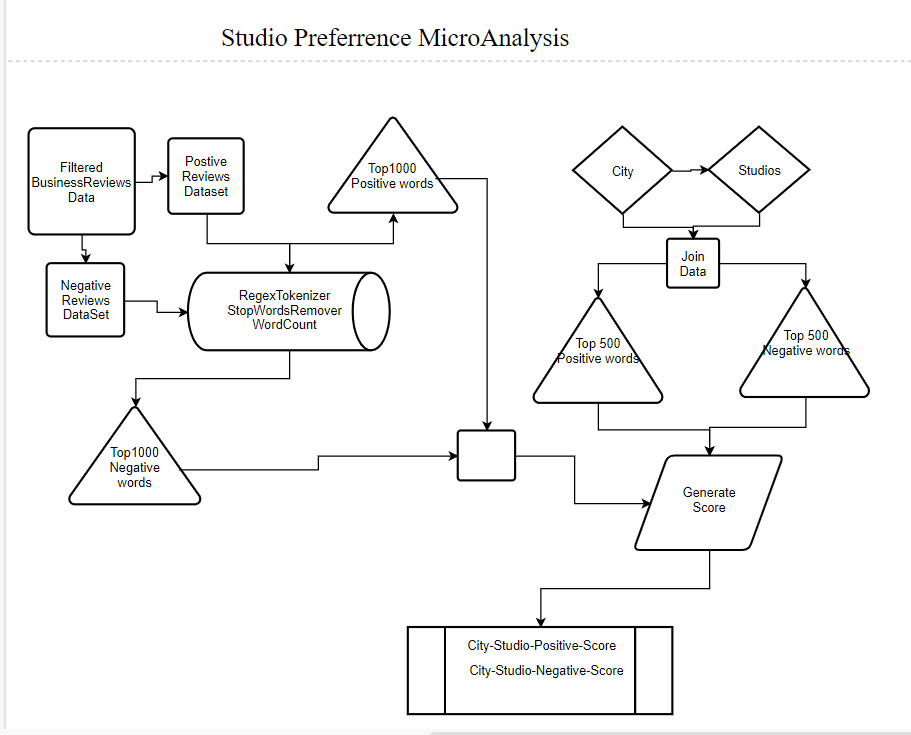 Studio Preferrence MicroAnalysis
Filtered
BusinessReviews
Data
Postive
Reviews
Dataset
Top1000
Positive words
City
Studios
Negative
Reviews
DataSet
RegexTokenizer
StopWordsRemover
WordCount
Join
Data
Top 500
Positive words
Top 500
Negative words
Top1000
Negative
words
Generate
Score
City-Studio-Positive-Score
City-Studio-Negative-Score